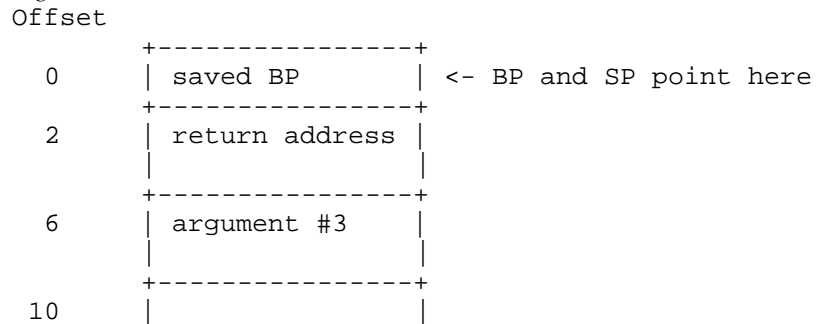 Offset
+----------------+
0 | saved BP | <- BP and SP point here
+----------------+
2 | return address |
| |
+----------------+
6 | argument #3 |
| |
+----------------+
10 | |